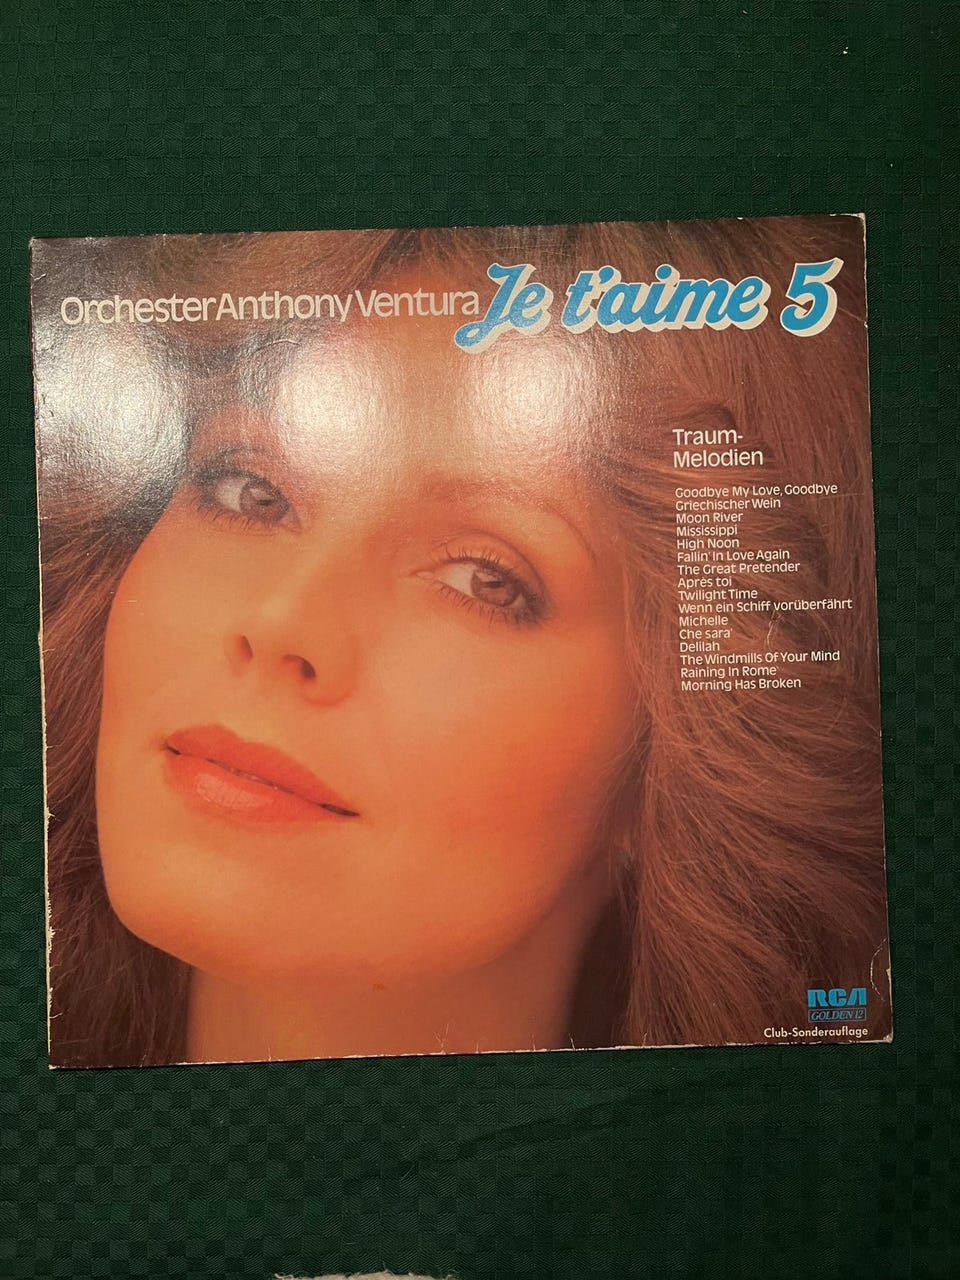 Orchester Anthony Ventura Je t'aime 5
Traum-
Melodien
Goodbye My Love, Goodbye
Griechischer Wein
Moon River
Mississippi
High Noon
Fallin' In Love Again
The Great Pretender
Après toi
Twilight Time
Wenn ein Schiff vorüberfährt
Michelle
Che sara'
Delilah
The Windmills Of Your Mind
Raining In Rome
Morning Has Broken
RCA
GOLDEN 12
Club-Sonderauflage